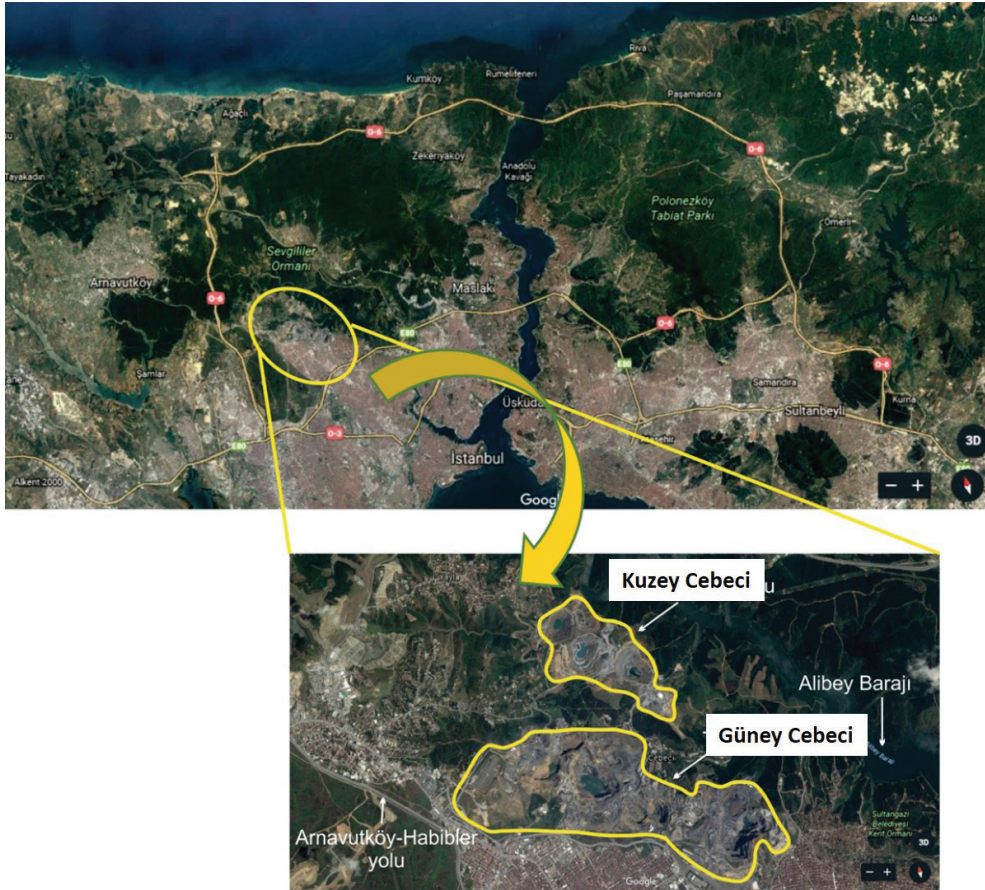 Alacalı
Riva
Rumelifeneri
Kumköy
Paşamandıra
Ağaçlı
O-6
O-6
Zekeriyaköy
Tayakadın
Anadolu
Kavağı
Polonezköy
Tabiat Parkı
Ömerli
Sevgililer
Ormanı
Arnavutköy
Maslak
O-6
O-6
E80
E80
O-6
Şamlar
Samandıra
Kurna
Üsküda
Sultanbeyli
O-3
E80
İstanbul
3D
Alkent 2000
Google
Kuzey Cebeci
u
Alibey Barajı
Güney Cebeci
Cebeci
Arnavutköy-Habibler
yolu
Sultangazi
Belediyesi
Kent Ormanı
3D
Google